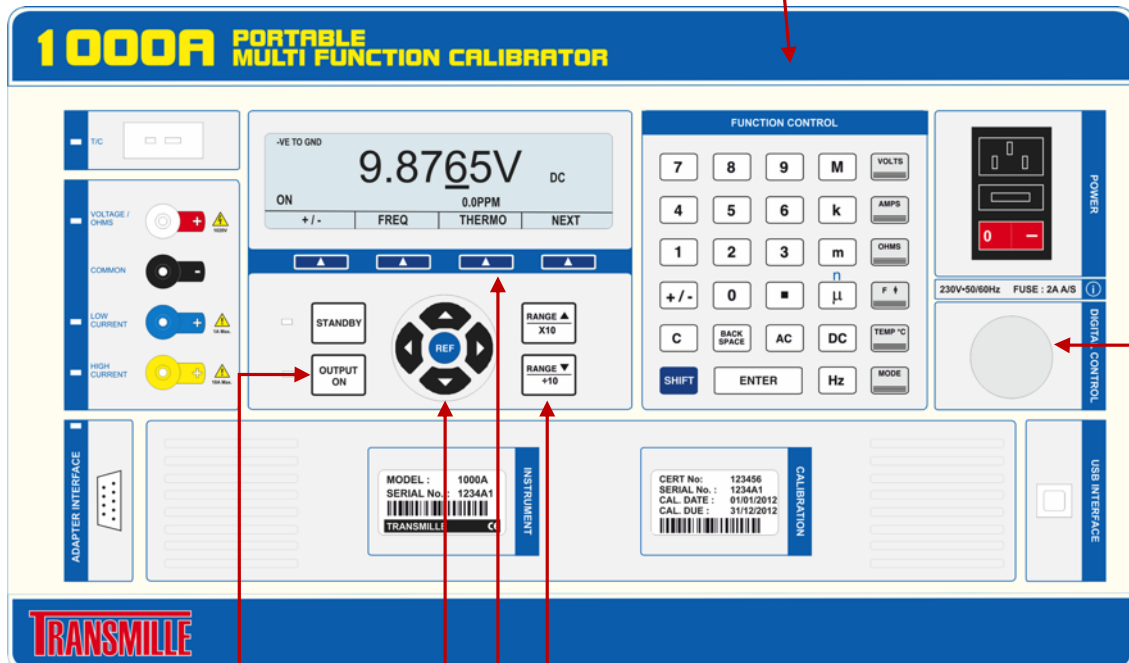 1000A PORTABLE
MULTI FUNCTION CALIBRATOR
T/C
VOLTAGE / OHMS
+
1020V
COMMON
-
LOW CURRENT
+
1A Max.
HIGH CURRENT
+
10A Max.
-VE TO GND
9.8765V DC
ON 0.0PPM
+/- FREQ THERMO NEXT
STANDBY
OUTPUT ON
REF
RANGE ▲
X10
RANGE ▼
÷10
FUNCTION CONTROL
7 8 9 M VOLTS
4 5 6 k AMPS
1 2 3 m OHMS
n
+/- 0 ■ µ F
C BACK SPACE AC DC TEMP °C
SHIFT ENTER Hz MODE
POWER
0 –
230V•50/60Hz FUSE : 2A A/S i
DIGITAL CONTROL
ADAPTER INTERFACE
MODEL : 1000A
SERIAL No. : 1234A1
TRANSMILLE CE
INSTRUMENT
CERT No: 123456
SERIAL No. : 1234A1
CAL. DATE : 01/01/2012
CAL. DUE : 31/12/2012
CALIBRATION
USB INTERFACE
TRANSMILLE